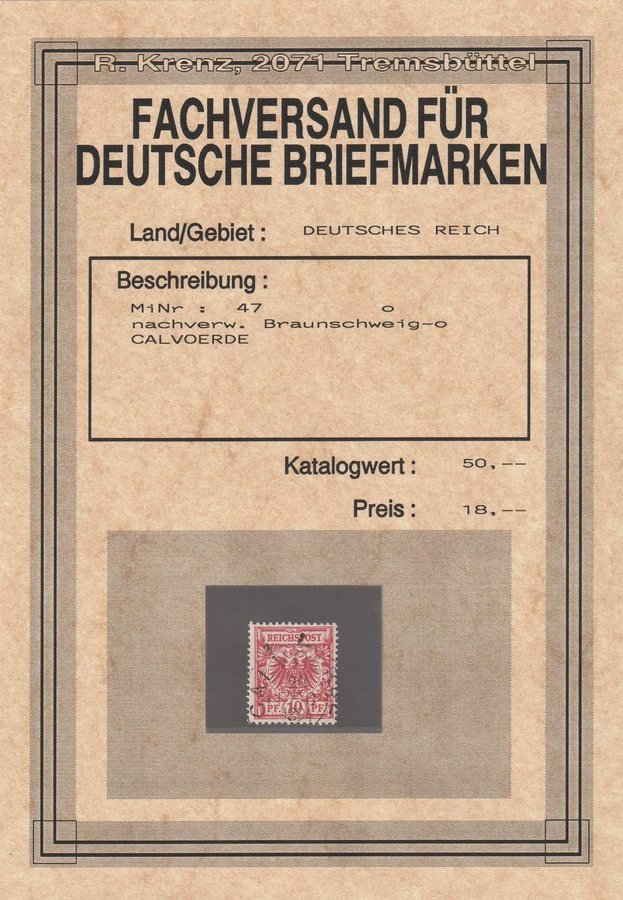 R. Krenz, 2071 Tremsbüttel
FACHVERSAND FÜR
DEUTSCHE BRIEFMARKEN
Land/Gebiet : DEUTSCHES REICH
Beschreibung :
MiNr : 47 o
nachverw. Braunschweig-o
CALVOERDE
Katalogwert : 50,--
Preis : 18,--
REICHSPOST
PF. 10 PF.